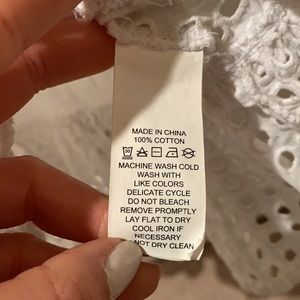 MADE IN CHINA
100% COTTON
MACHINE WASH COLD
WASH WITH
LIKE COLORS
DELICATE CYCLE
DO NOT BLEACH
REMOVE PROMPTLY
LAY FLAT TO DRY
COOL IRON IF
NECESSARY
NOT DRY CLEAN